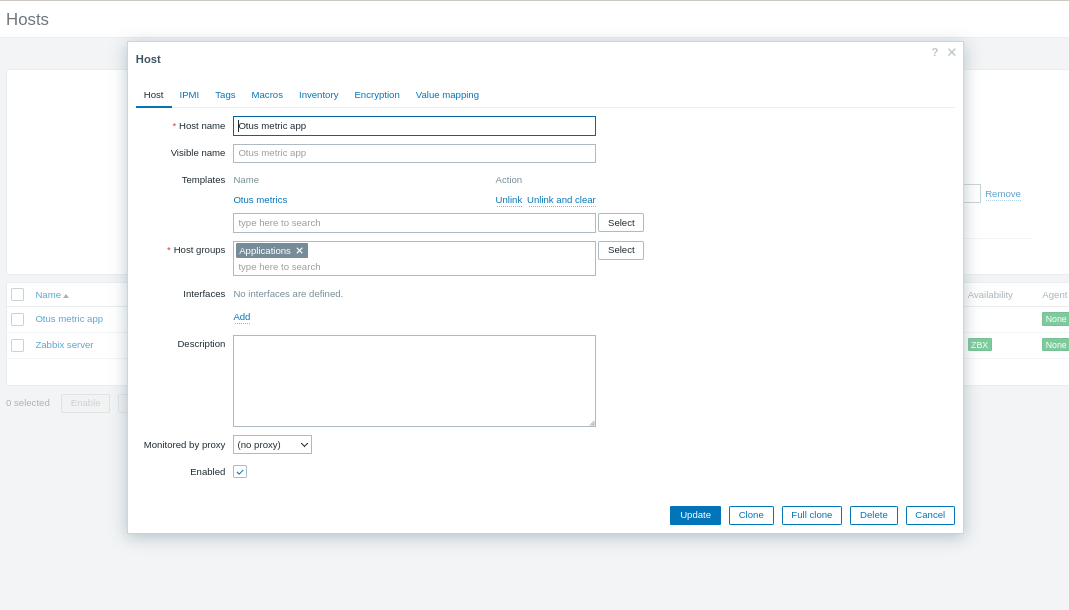 Hosts
Host
?
Host IPMI Tags Macros Inventory Encryption Value mapping
* Host name Otus metric app
Visible name Otus metric app
Templates Name Action
Otus metrics Unlink Unlink and clear
type here to search Select
Remove
* Host groups Applications Select
type here to search
Interfaces No interfaces are defined.
Add
Name Availability Agent
Otus metric app None
Zabbix server ZBX None
Description
0 selected Enable
Monitored by proxy (no proxy)
Enabled
Update Clone Full clone Delete Cancel